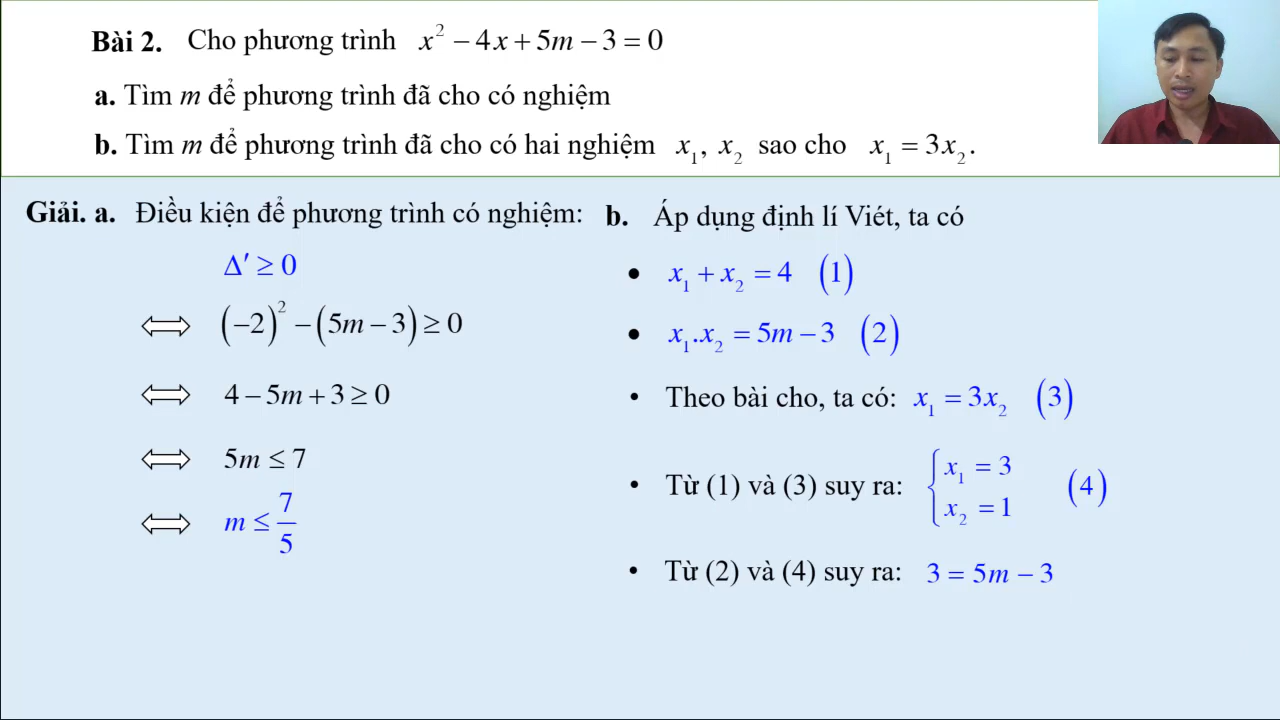 Bài 2. Cho phương trình x² − 4x + 5m − 3 = 0
a. Tìm m để phương trình đã cho có nghiệm
b. Tìm m để phương trình đã cho có hai nghiệm x₁, x₂ sao cho x₁ = 3x₂.
Giải. a. Điều kiện để phương trình có nghiệm:
Δ′ ≥ 0
⟺ (−2)² − (5m − 3) ≥ 0
⟺ 4 − 5m + 3 ≥ 0
⟺ 5m ≤ 7
⟺ m ≤ 7/5
b. Áp dụng định lí Viét, ta có
• x₁ + x₂ = 4 (1)
• x₁.x₂ = 5m − 3 (2)
• Theo bài cho, ta có: x₁ = 3x₂ (3)
• Từ (1) và (3) suy ra: { x₁ = 3
x₂ = 1 (4)
• Từ (2) và (4) suy ra: 3 = 5m − 3